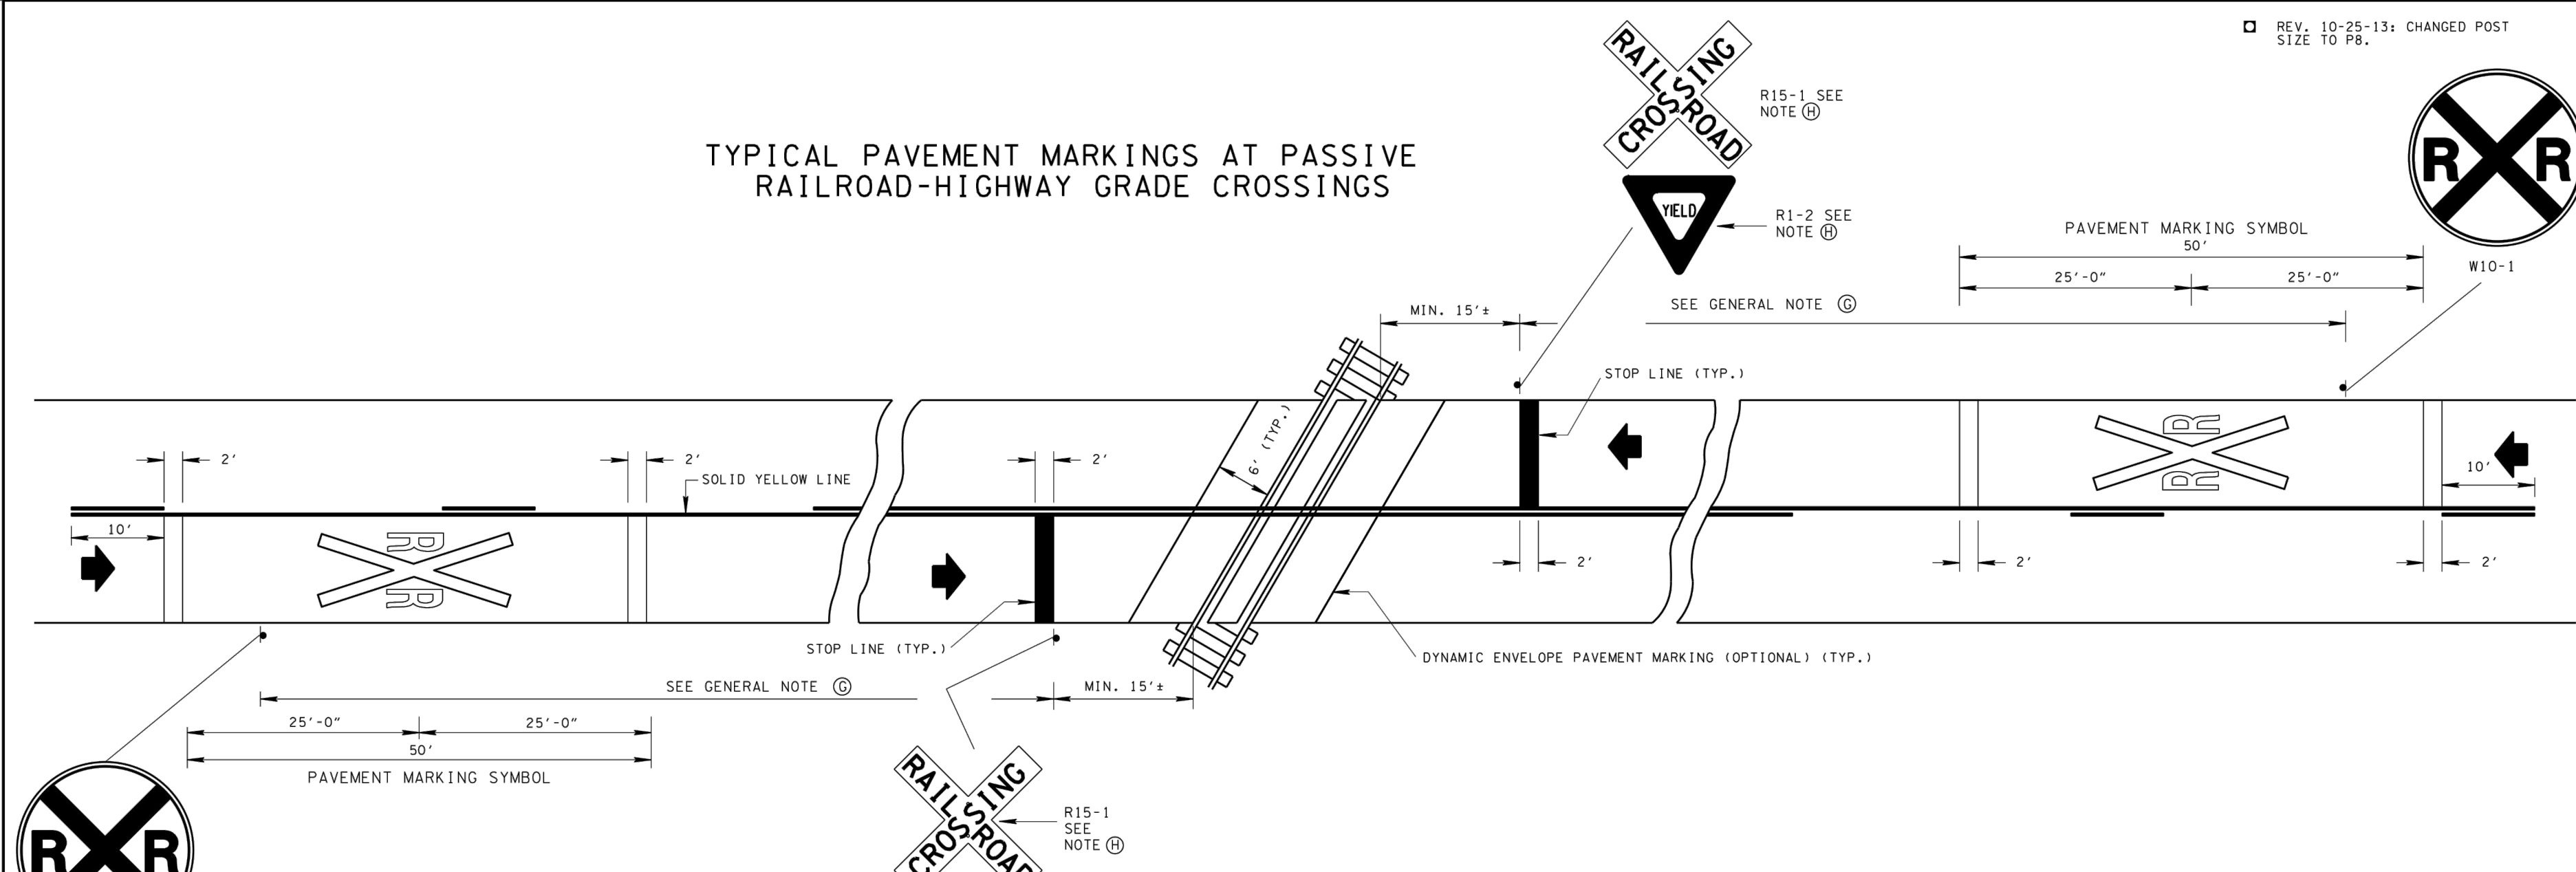 REV. 10-25-13: CHANGED POST
SIZE TO P8.
RAILROAD
CROSSING
R15-1 SEE
NOTE Ⓗ
TYPICAL PAVEMENT MARKINGS AT PASSIVE
RAILROAD-HIGHWAY GRADE CROSSINGS
R R
YIELD
R1-2 SEE
NOTE Ⓗ
PAVEMENT MARKING SYMBOL
50'
25'-0" 25'-0"
W10-1
MIN. 15'±
SEE GENERAL NOTE Ⓖ
STOP LINE (TYP.)
6' (TYP.)
2'
2'
2'
SOLID YELLOW LINE
R R
10'
10'
R R
2'
2'
2'
STOP LINE (TYP.)
DYNAMIC ENVELOPE PAVEMENT MARKING (OPTIONAL) (TYP.)
SEE GENERAL NOTE Ⓖ
MIN. 15'±
25'-0" 25'-0"
50'
PAVEMENT MARKING SYMBOL
RAILROAD
CROSSING
R15-1
SEE
NOTE Ⓗ
R R